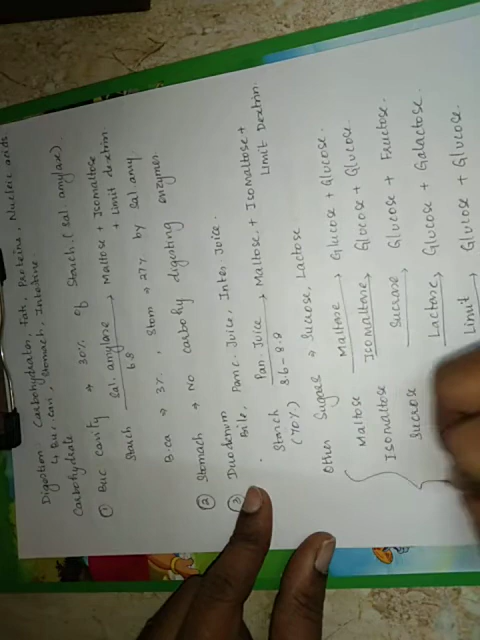 Digestion Carbohydrates, Fats, Proteins, Nucleic acids
↳ Buc. cavi Stomach, Intestine.
Carbohydrate
① Buc cavity → 30% of Starch. (Sal. amylase)
Starch Sal. amylase → Maltose + Isomaltose
6.8 + Limit dextrin.
B.ca → 3%, Stom → 27% by Sal. amy
② Stomach → No carbohy digesting enzymes.
③ Duodenum
Bile, Panc. Juice, Intes. Juice.
Starch Pan. Juice → Maltose + Isomaltose +
(70%) 8.6-8.8 Limit Dextrin.
Other Sugars → Sucrose, Lactose
Maltose Maltase → Glucose + Glucose.
Isomaltose Isomaltase → Glucose + Glucose.
Sucrose Sucrase → Glucose + Fructose.
Lactase → Glucose + Galactose.
Limit → Glucose + Glucose.